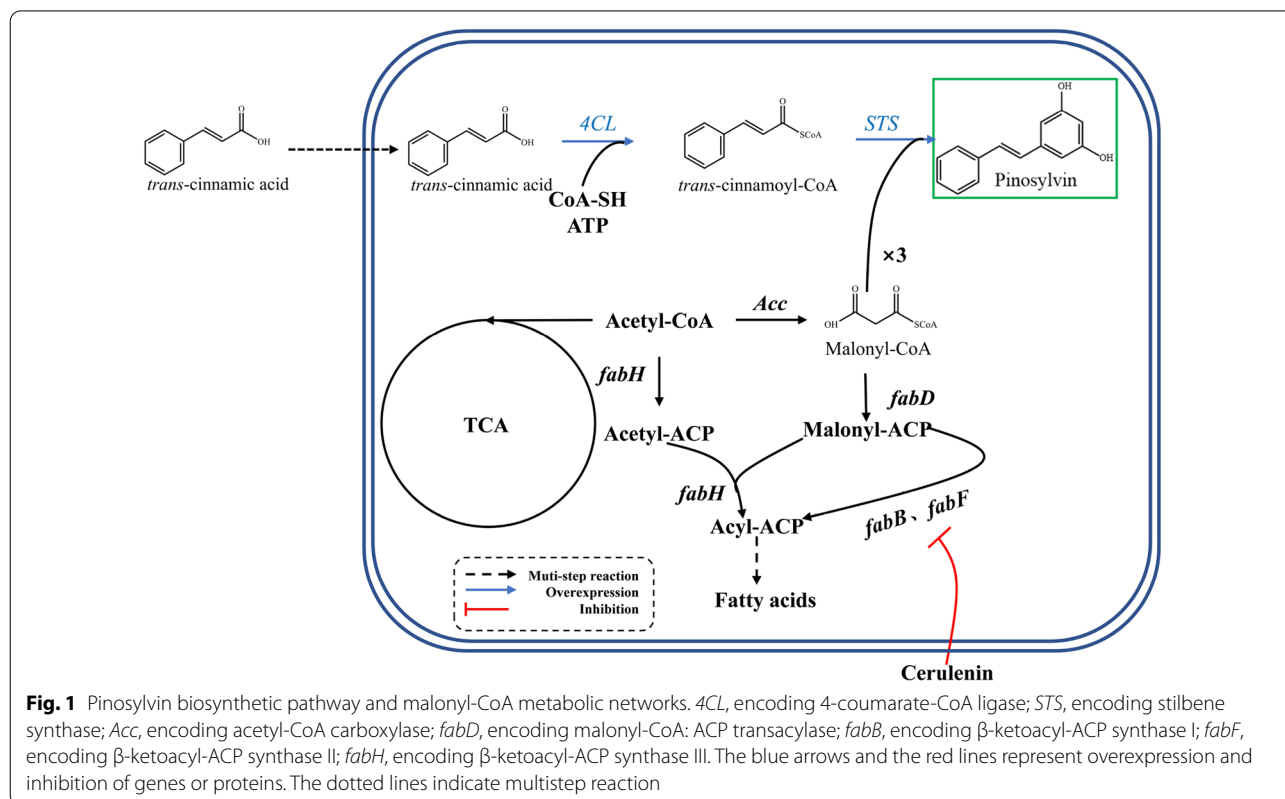 O
OH
trans-cinnamic acid
O
OH
trans-cinnamic acid
4CL
CoA-SH
ATP
O
SCoA
trans-cinnamoyl-CoA
STS
OH
OH
Pinosylvin
×3
Acetyl-CoA
Acc
O
O
OH
SCoA
Malonyl-CoA
fabH
fabD
TCA
Acetyl-ACP
Malonyl-ACP
fabH
fabB、fabF
Acyl-ACP
Fatty acids
Muti-step reaction
Overexpression
Inhibition
Cerulenin
Fig. 1 Pinosylvin biosynthetic pathway and malonyl-CoA metabolic networks. 4CL, encoding 4-coumarate-CoA ligase; STS, encoding stilbene
synthase; Acc, encoding acetyl-CoA carboxylase; fabD, encoding malonyl-CoA: ACP transacylase; fabB, encoding β-ketoacyl-ACP synthase I; fabF,
encoding β-ketoacyl-ACP synthase II; fabH, encoding β-ketoacyl-ACP synthase III. The blue arrows and the red lines represent overexpression and
inhibition of genes or proteins. The dotted lines indicate multistep reaction